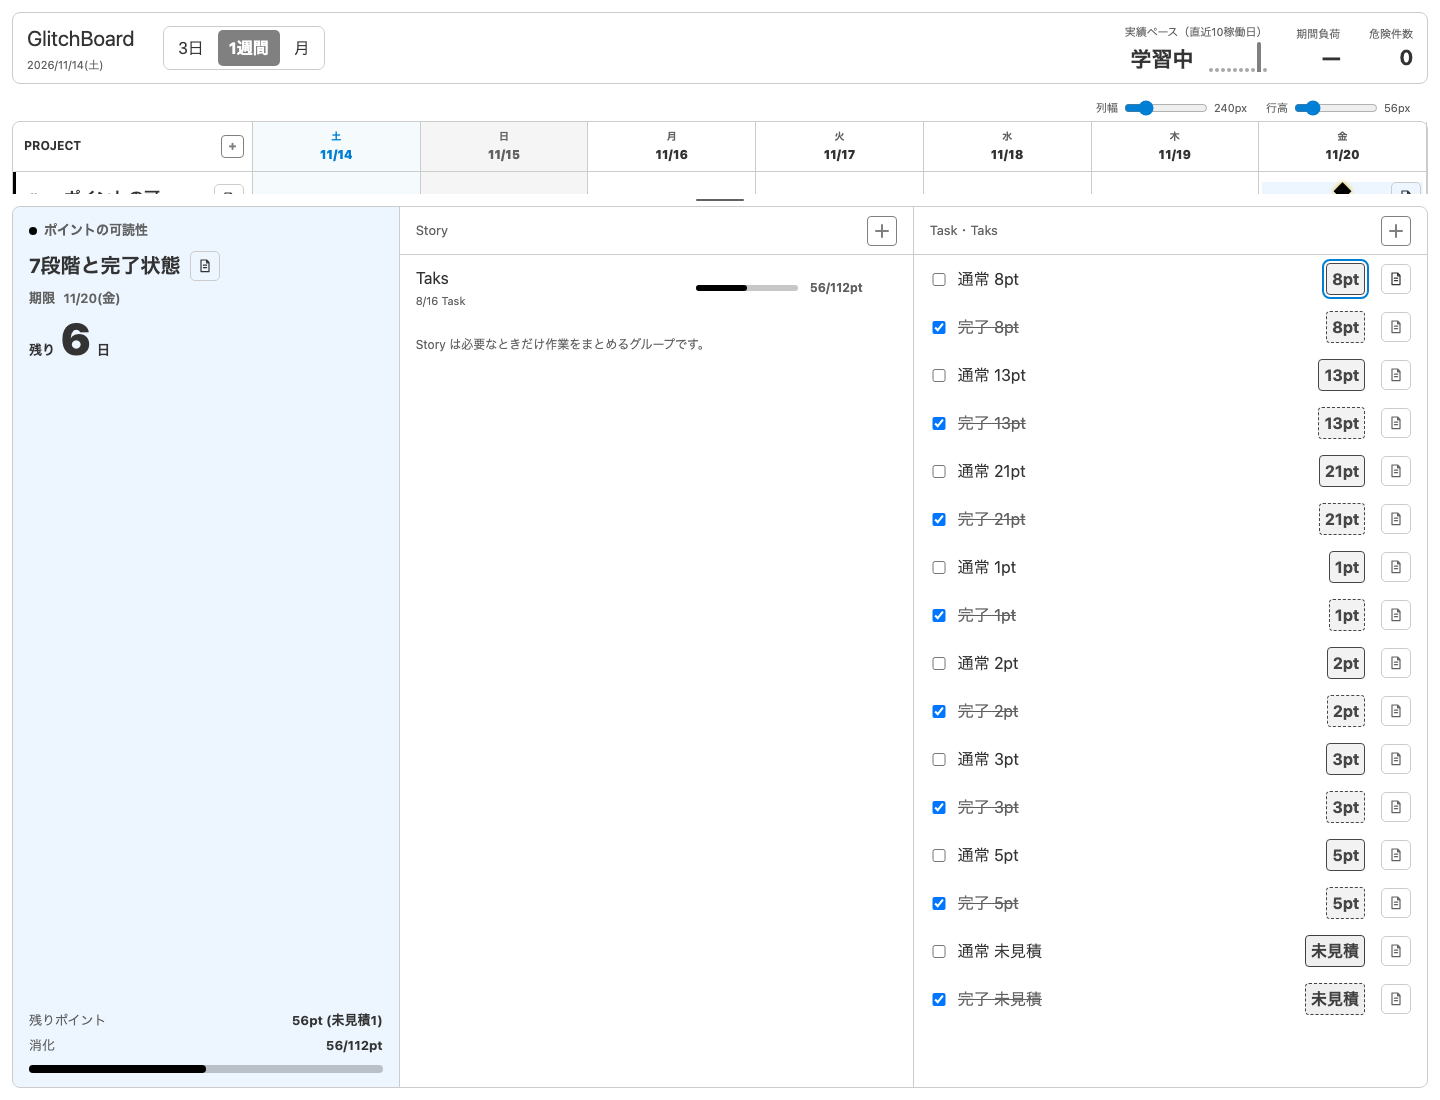 GlitchBoard
2026/11/14(土)
3日 1週間 月
実績ペース（直近10稼働日）
学習中
期間負荷
—
危険件数
0
列幅 240px 行高 56px
PROJECT +
土
11/14
日
11/15
月
11/16
火
11/17
水
11/18
木
11/19
金
11/20
ポイントの可読性
7段階と完了状態
期限 11/20(金)
残り 6 日
残りポイント 56pt (未見積1)
消化 56/112pt
Story
Taks
8/16 Task
56/112pt
Story は必要なときだけ作業をまとめるグループです。
Task・Taks
通常 8pt 8pt
完了 8pt 8pt
通常 13pt 13pt
完了 13pt 13pt
通常 21pt 21pt
完了 21pt 21pt
通常 1pt 1pt
完了 1pt 1pt
通常 2pt 2pt
完了 2pt 2pt
通常 3pt 3pt
完了 3pt 3pt
通常 5pt 5pt
完了 5pt 5pt
通常 未見積 未見積
完了 未見積 未見積